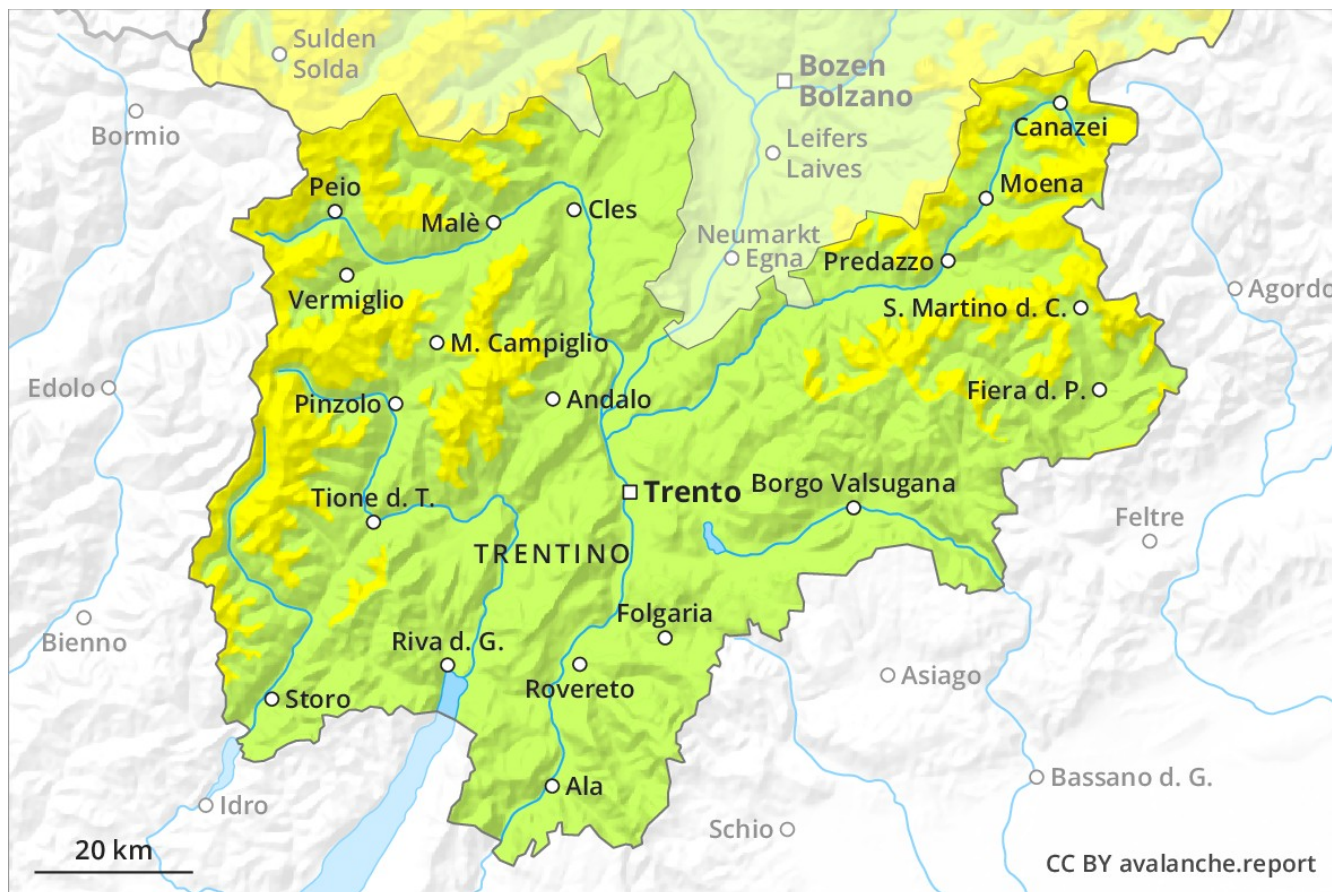 Sulden
Solda
Bozen
Bolzano
Bormio
Canazei
Leifers
Laives
Peio
Moena
Malè
Cles
Neumarkt
Egna
Predazzo
Vermiglio
Agordo
S. Martino d. C.
M. Campiglio
Edolo
Andalo
Fiera d. P.
Pinzolo
Trento
Borgo Valsugana
Tione d. T.
Feltre
TRENTINO
Bienno
Folgaria
Riva d. G.
Asiago
Rovereto
Storo
Bassano d. G.
Ala
Idro
Schio
20 km
CC BY avalanche.report